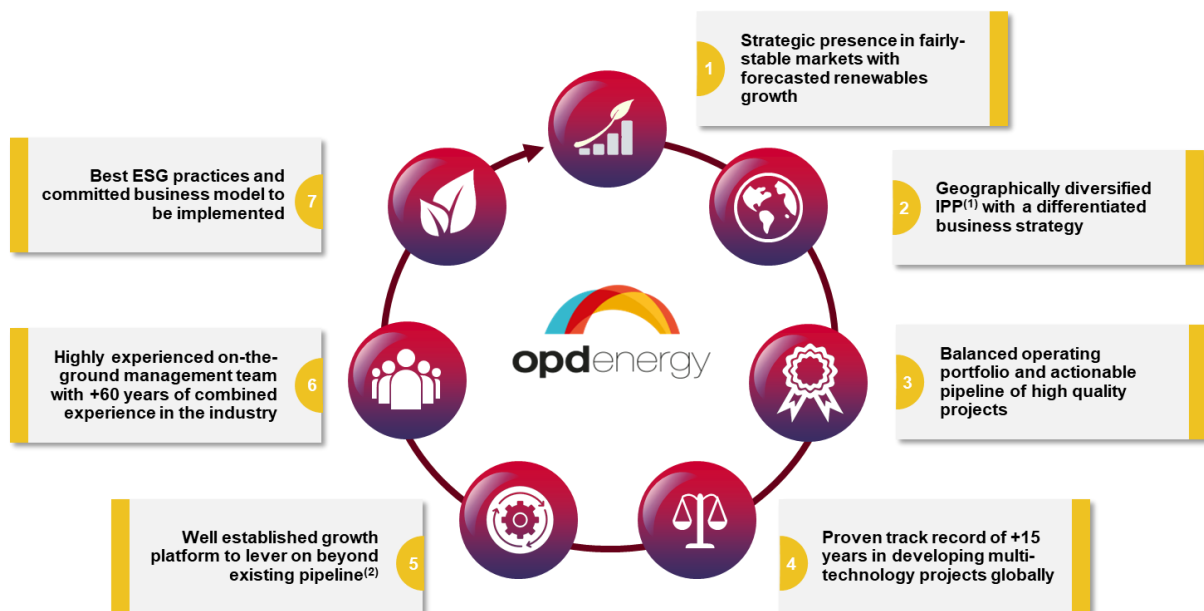 1
Strategic presence in fairly-
stable markets with
forecasted renewables
growth
2
Geographically diversified
IPP(1) with a differentiated
business strategy
3
Balanced operating
portfolio and actionable
pipeline of high quality
projects
4
Proven track record of +15
years in developing multi-
technology projects globally
5
Well established growth
platform to lever on beyond
existing pipeline(2)
6
Highly experienced on-the-
ground management team
with +60 years of combined
experience in the industry
7
Best ESG practices and
committed business model to
be implemented
opdenergy